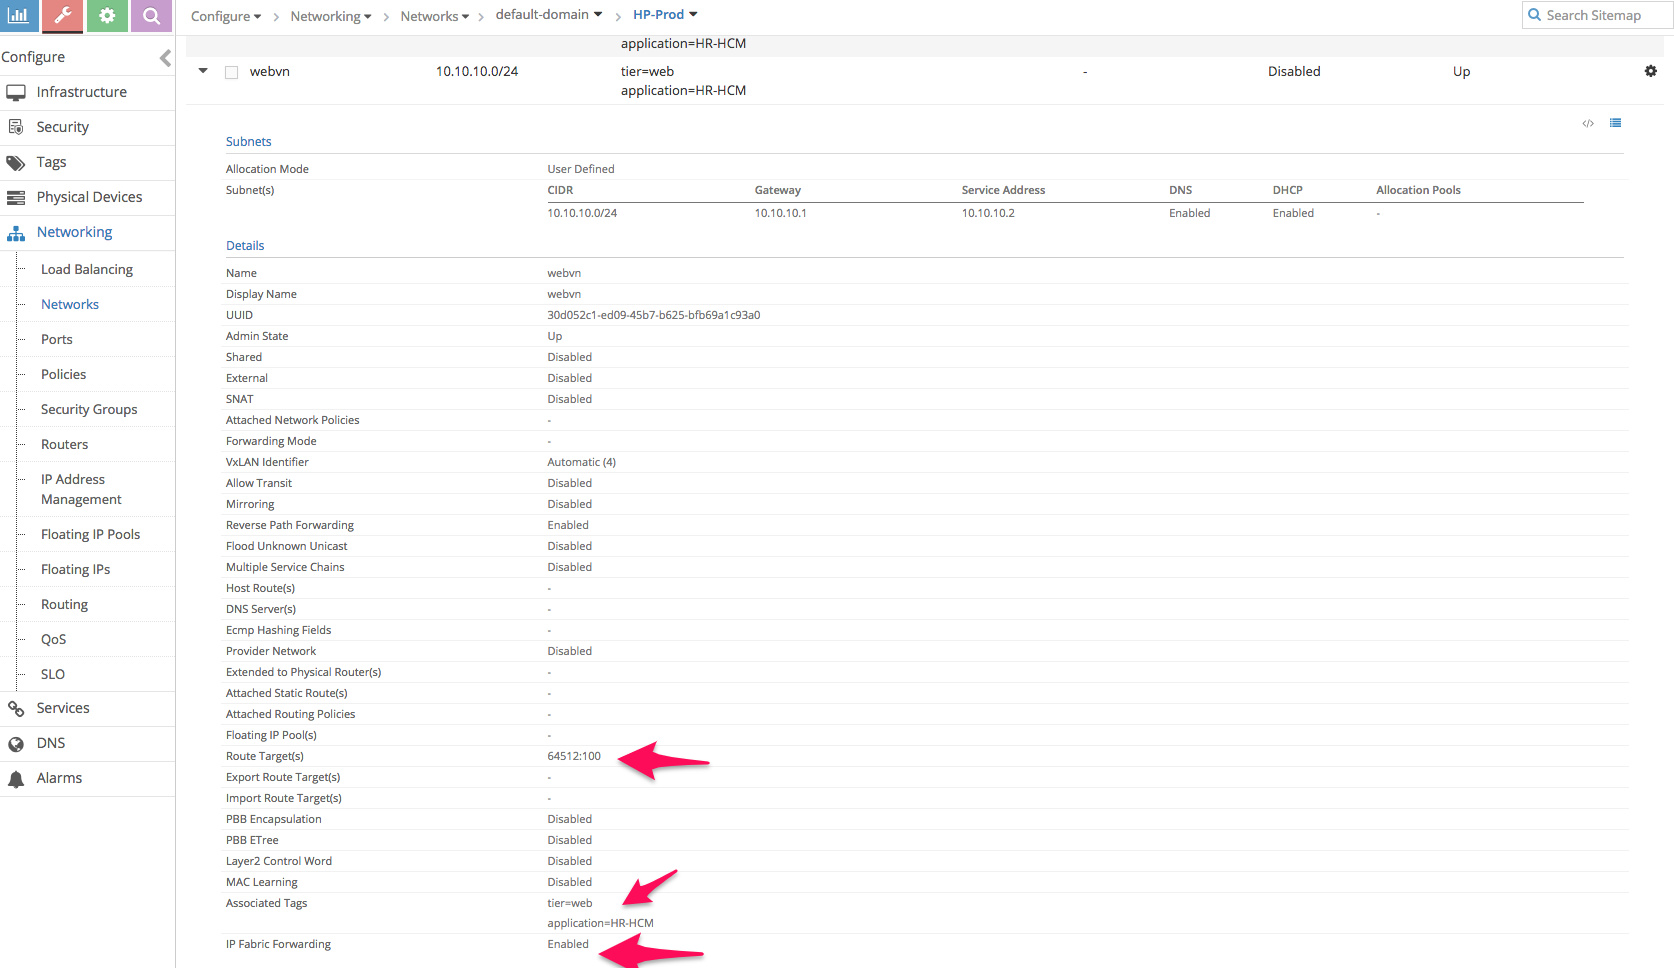 Configure Networking Networks default-domain HP-Prod
Search Sitemap
Configure
Infrastructure
Security
Tags
Physical Devices
Networking
Load Balancing
Networks
Ports
Policies
Security Groups
Routers
IP Address
Management
Floating IP Pools
Floating IPs
Routing
QoS
SLO
Services
DNS
Alarms
application=HR-HCM
webvn 10.10.10.0/24 tier=web - Disabled Up
application=HR-HCM
</>
Subnets
Allocation Mode User Defined
Subnet(s) CIDR Gateway Service Address DNS DHCP Allocation Pools
10.10.10.0/24 10.10.10.1 10.10.10.2 Enabled Enabled -
Details
Name webvn
Display Name webvn
UUID 30d052c1-ed09-45b7-b625-bfb69a1c93a0
Admin State Up
Shared Disabled
External Disabled
SNAT Disabled
Attached Network Policies -
Forwarding Mode -
VxLAN Identifier Automatic (4)
Allow Transit Disabled
Mirroring Disabled
Reverse Path Forwarding Enabled
Flood Unknown Unicast Disabled
Multiple Service Chains Disabled
Host Route(s) -
DNS Server(s) -
Ecmp Hashing Fields -
Provider Network Disabled
Extended to Physical Router(s) -
Attached Static Route(s) -
Attached Routing Policies -
Floating IP Pool(s) -
Route Target(s) 64512:100
Export Route Target(s) -
Import Route Target(s) -
PBB Encapsulation Disabled
PBB ETree Disabled
Layer2 Control Word Disabled
MAC Learning Disabled
Associated Tags tier=web
application=HR-HCM
IP Fabric Forwarding Enabled